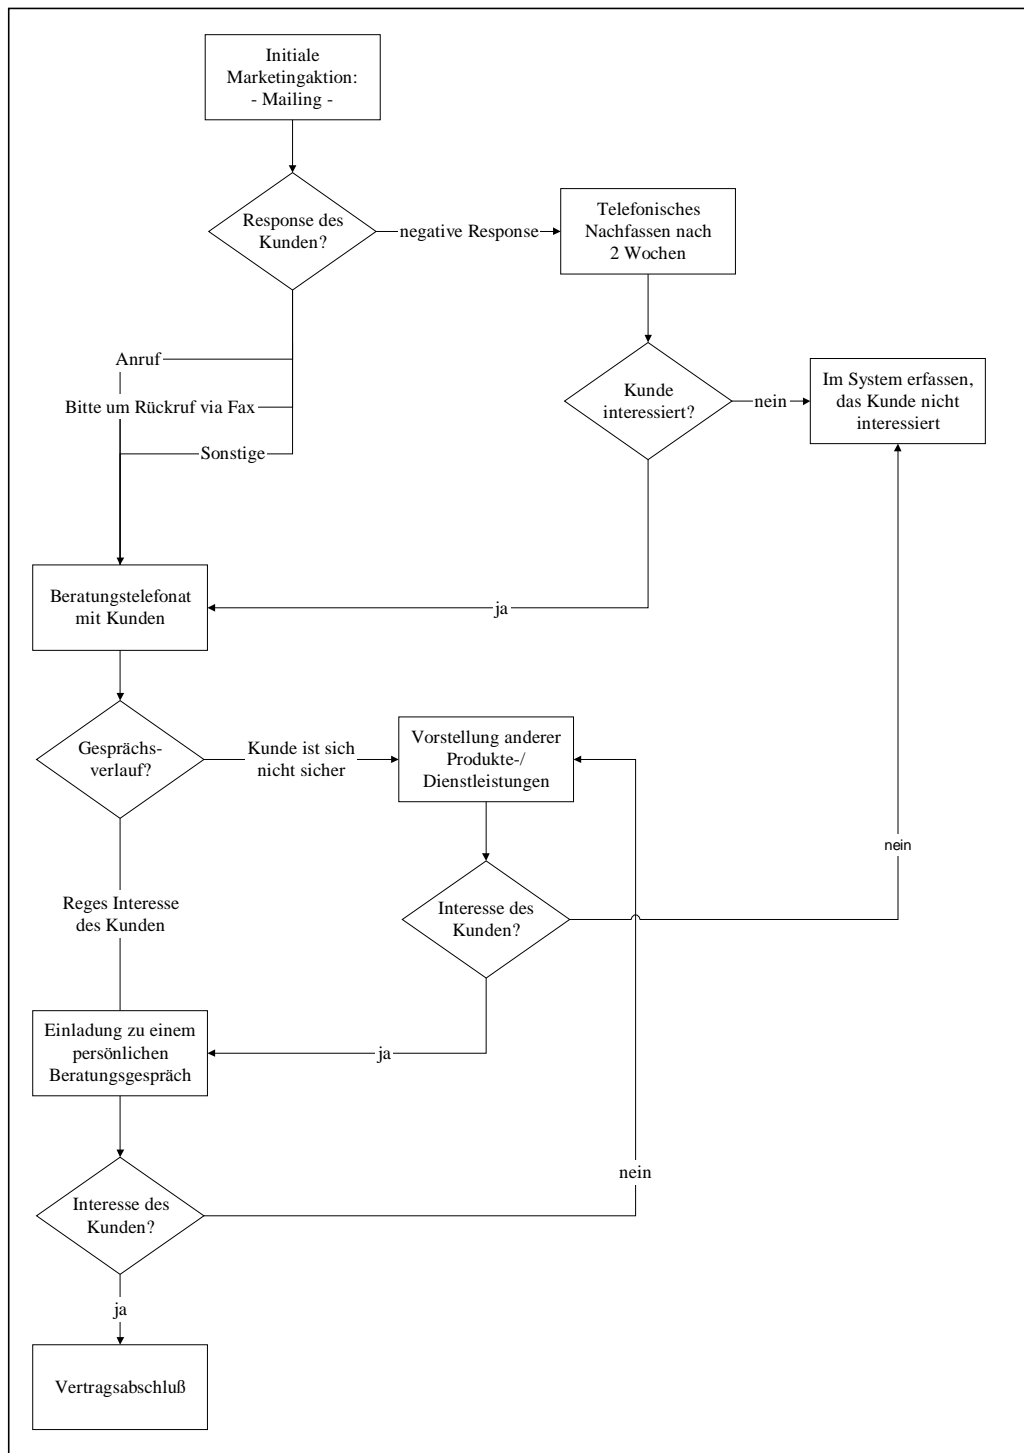 Initiale
Marketingaktion:
- Mailing -
Response des
Kunden?
negative Response
Telefonisches
Nachfassen nach
2 Wochen
Anruf
Bitte um Rückruf via Fax
Sonstige
Kunde
interessiert?
nein
Im System erfassen,
das Kunde nicht
interessiert
Beratungstelefonat
mit Kunden
ja
Gesprächs-
verlauf?
Kunde ist sich
nicht sicher
Vorstellung anderer
Produkte-/
Dienstleistungen
nein
Reges Interesse
des Kunden
Interesse des
Kunden?
Einladung zu einem
persönlichen
Beratungsgespräch
ja
nein
Interesse des
Kunden?
ja
Vertragsabschluß